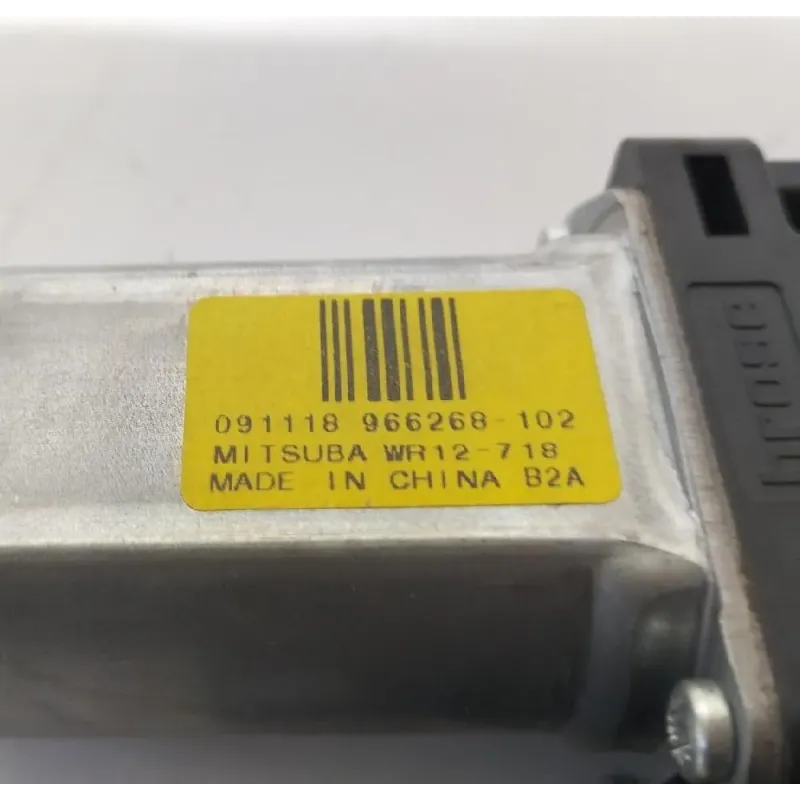 091118 966268-102
MITSUBA WR12-718
MADE IN CHINA B2A